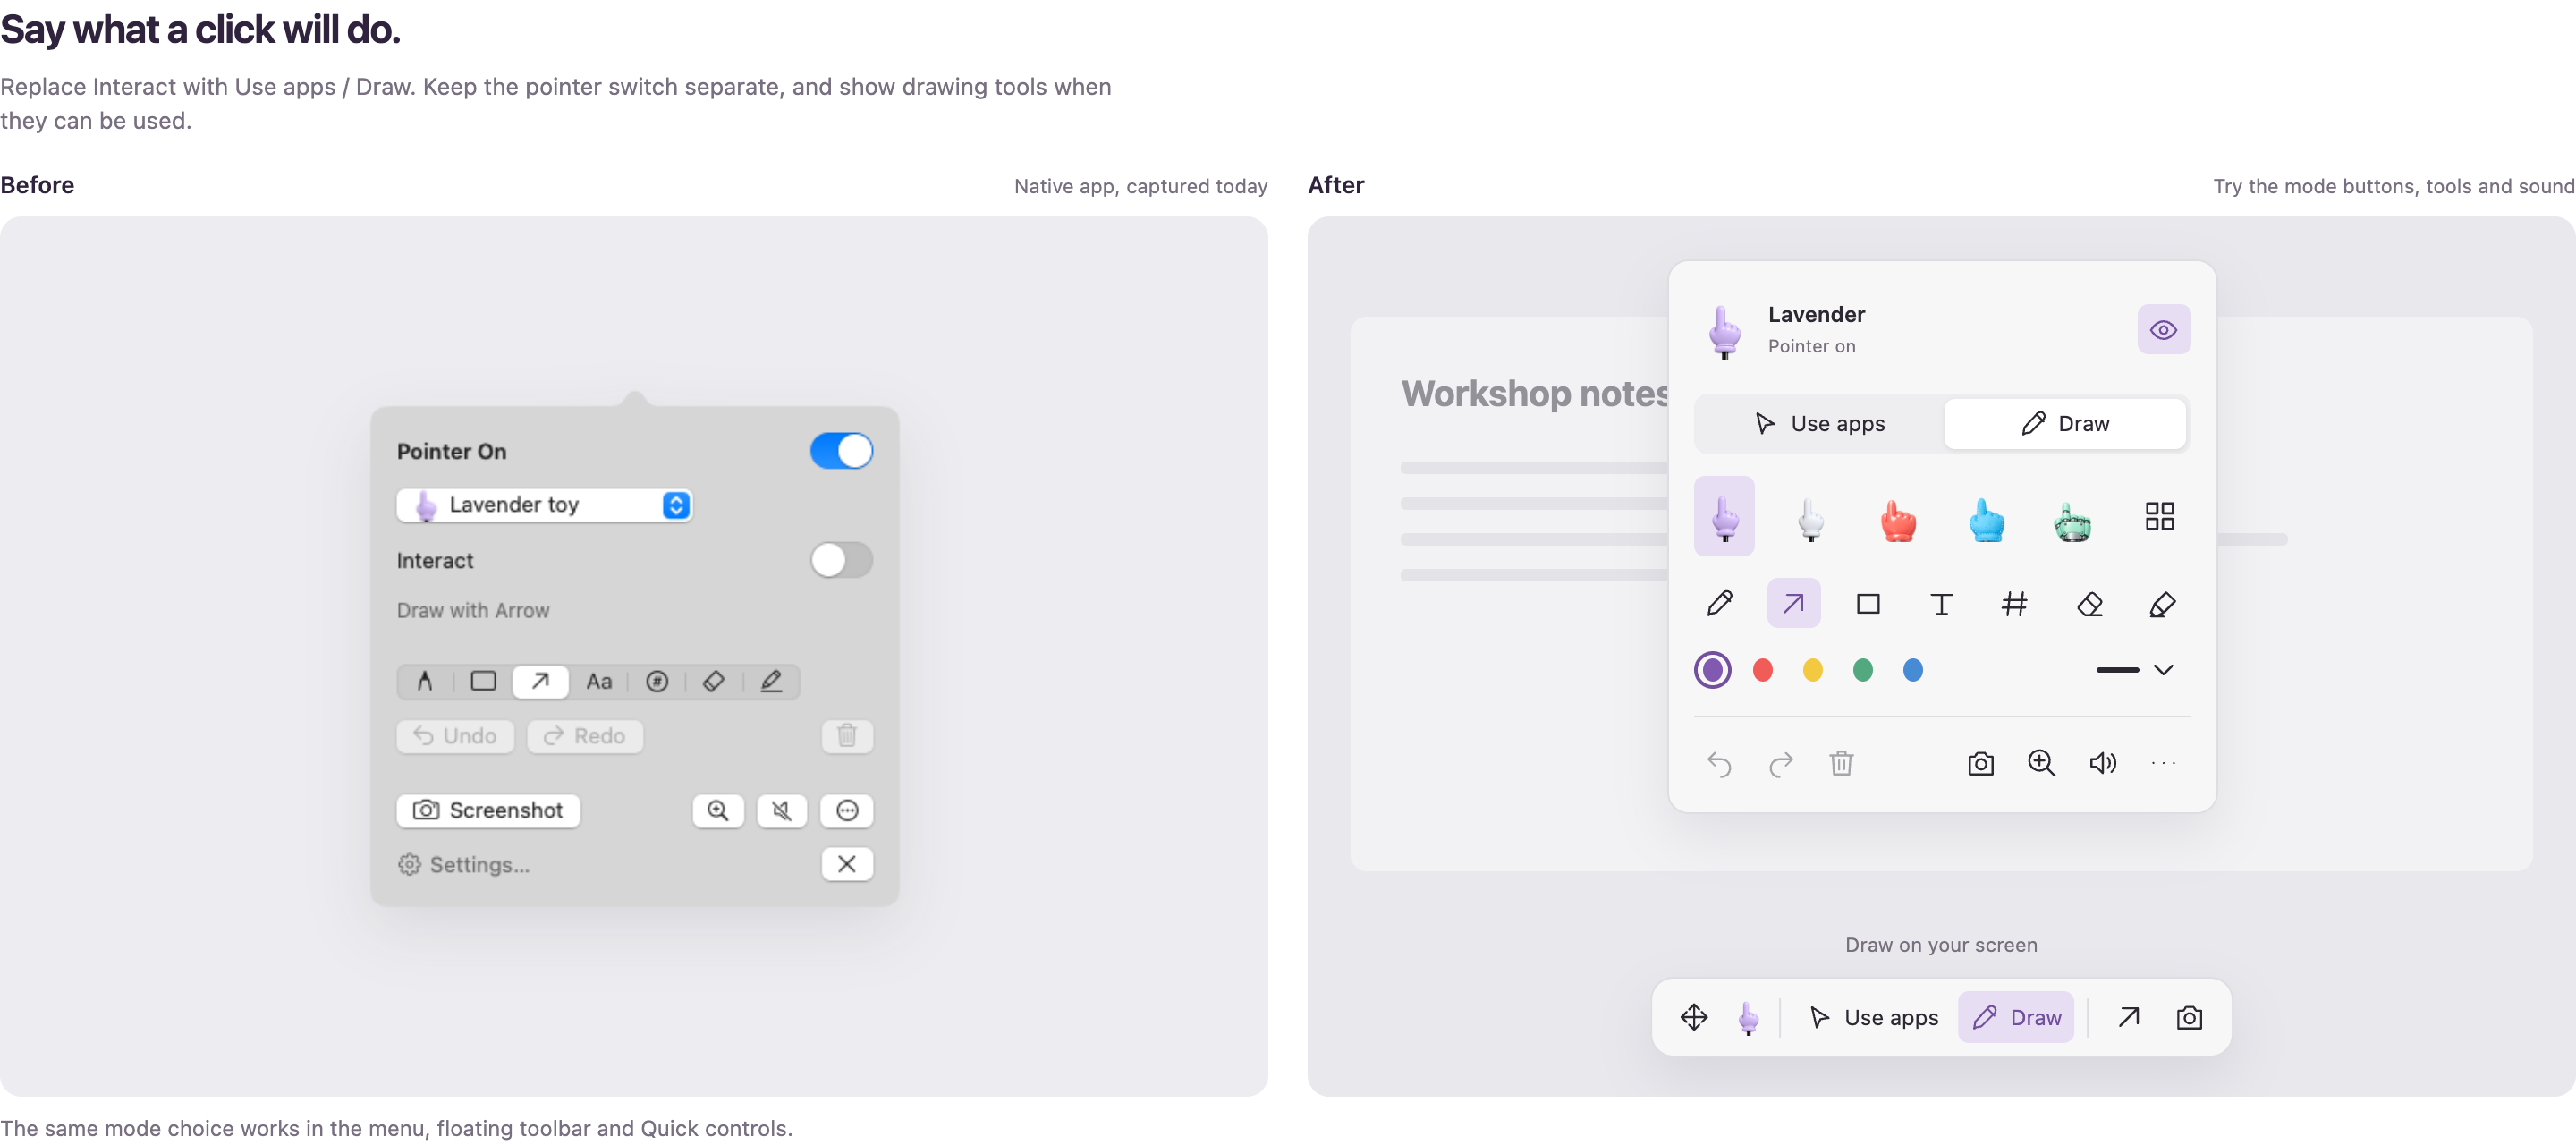 Say what a click will do.
Replace Interact with Use apps / Draw. Keep the pointer switch separate, and show drawing tools when
they can be used.
Before
Native app, captured today
Pointer On
Lavender toy
Interact
Draw with Arrow
Aa
#
Undo
Redo
Screenshot
Settings...
After
Try the mode buttons, tools and sound
Workshop notes
Lavender
Pointer on
Use apps
Draw
Draw on your screen
Use apps
Draw
The same mode choice works in the menu, floating toolbar and Quick controls.